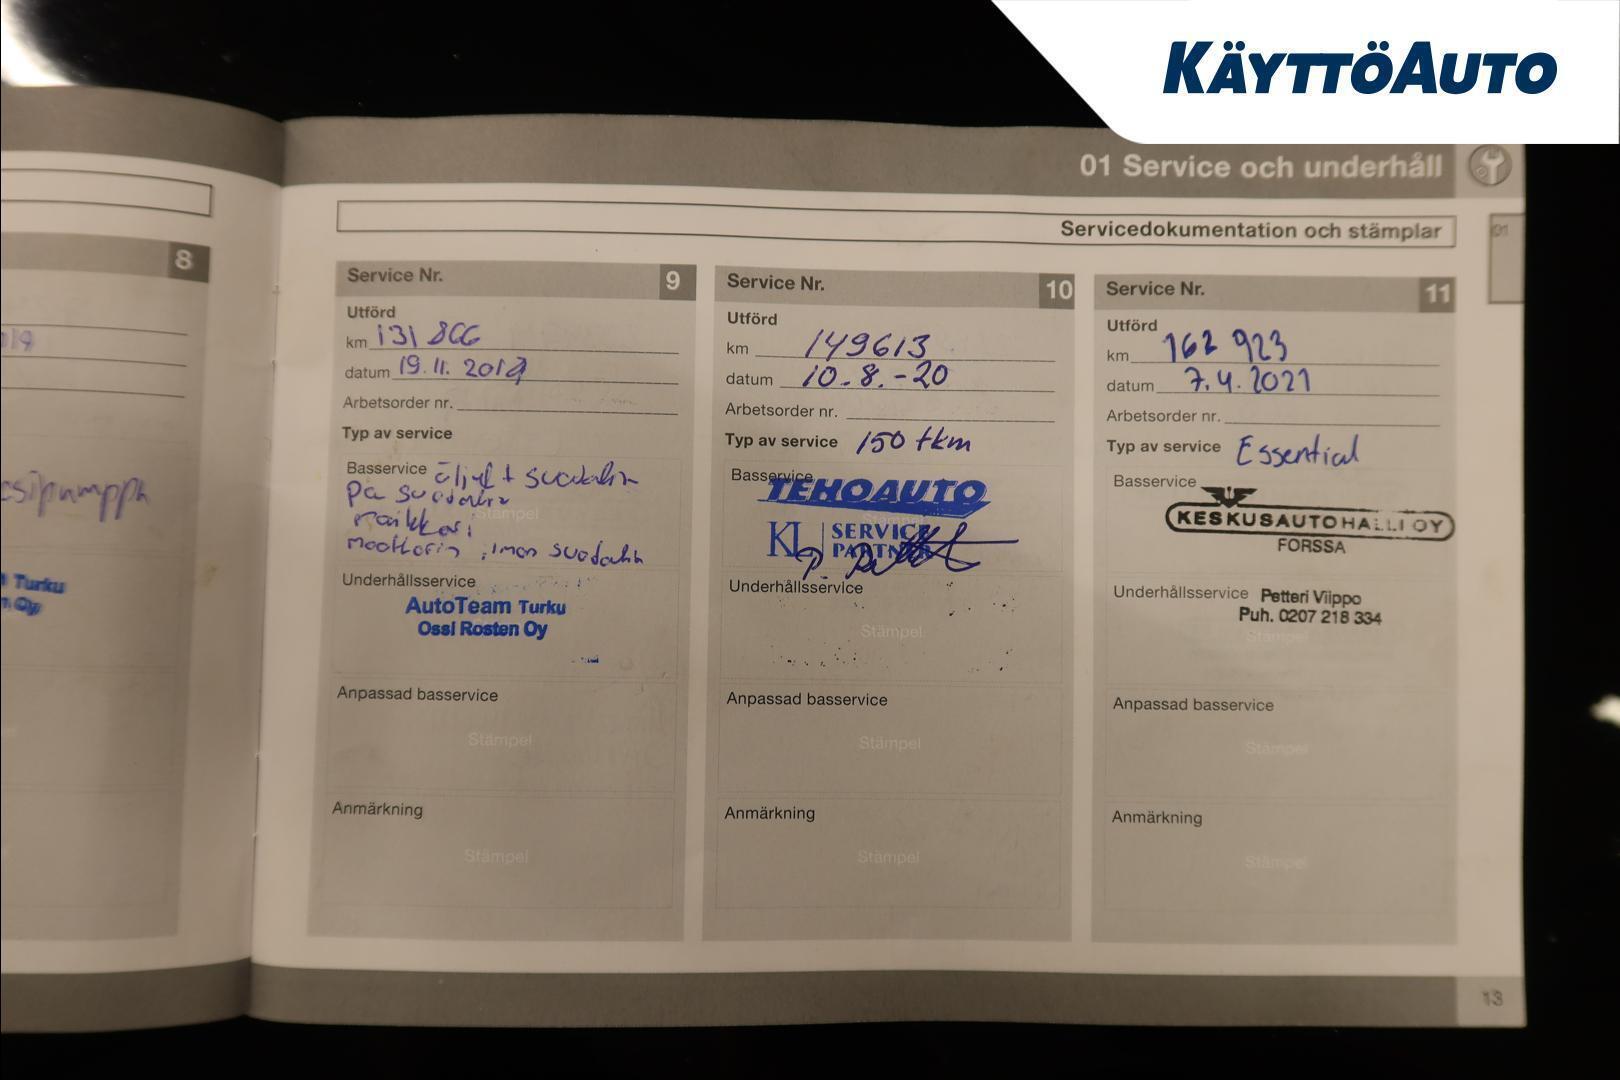 KÄYTTÖAUTO
01 Service och underhåll
Servicedokumentation och stämplar
01
8
Turku
Oy
Service Nr. 9
Utförd
km 131 866
datum 19.11. 2019
Arbetsorder nr.
Typ av service
Basservice öljyt + suodatin
pa suodatin
raikkari
moottorin ilman suodatin
Stämpel
Underhållsservice
AutoTeam Turku
Ossi Rosten Oy
Anpassad basservice
Stämpel
Anmärkning
Stämpel
Service Nr. 10
Utförd
km 149613
datum 10.8.-20
Arbetsorder nr.
Typ av service 150 tkm
Basservice
TEHOAUTO
KL SERVICE
PARTNER
Underhållsservice
Stämpel
Anpassad basservice
Stämpel
Anmärkning
Stämpel
Service Nr. 11
Utförd
km 162 923
datum 7.4.2021
Arbetsorder nr.
Typ av service Essential
Basservice
KESKUSAUTOHALLI OY
FORSSA
Underhållsservice Petteri Viippo
Puh. 0207 218 334
Stämpel
Anpassad basservice
Stämpel
Anmärkning
Stämpel
13